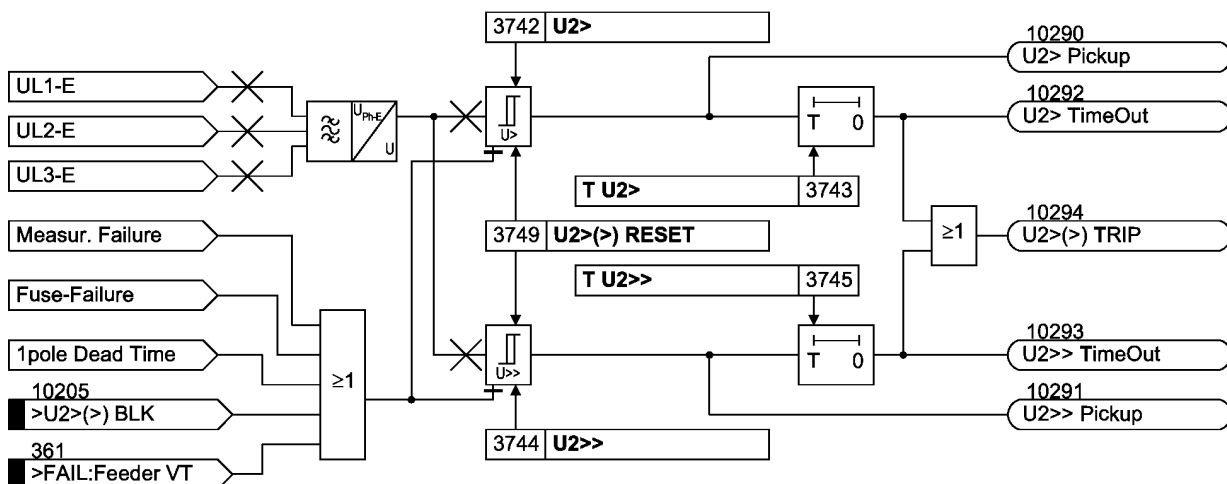 3742 U2>
10290
U2> Pickup
UL1-E
UL2-E
UL3-E
UPh-E
U
U>
T 0
10292
U2> TimeOut
T U2> 3743
Measur. Failure
3749 U2>(>) RESET
≥1
10294
U2>(>) TRIP
Fuse-Failure
T U2>> 3745
1pole Dead Time
≥1
U>>
T 0
10293
U2>> TimeOut
10205
>U2>(>) BLK
10291
U2>> Pickup
361
>FAIL:Feeder VT
3744 U2>>